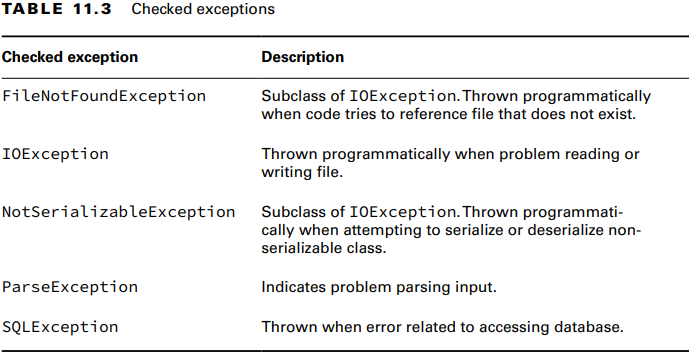 TABLE 11.3 Checked exceptions
Checked exception Description
FileNotFoundException Subclass of IOException. Thrown programmatically
when code tries to reference file that does not exist.
IOException Thrown programmatically when problem reading or
writing file.
NotSerializableException Subclass of IOException. Thrown programmati-
cally when attempting to serialize or deserialize non-
serializable class.
ParseException Indicates problem parsing input.
SQLException Thrown when error related to accessing database.